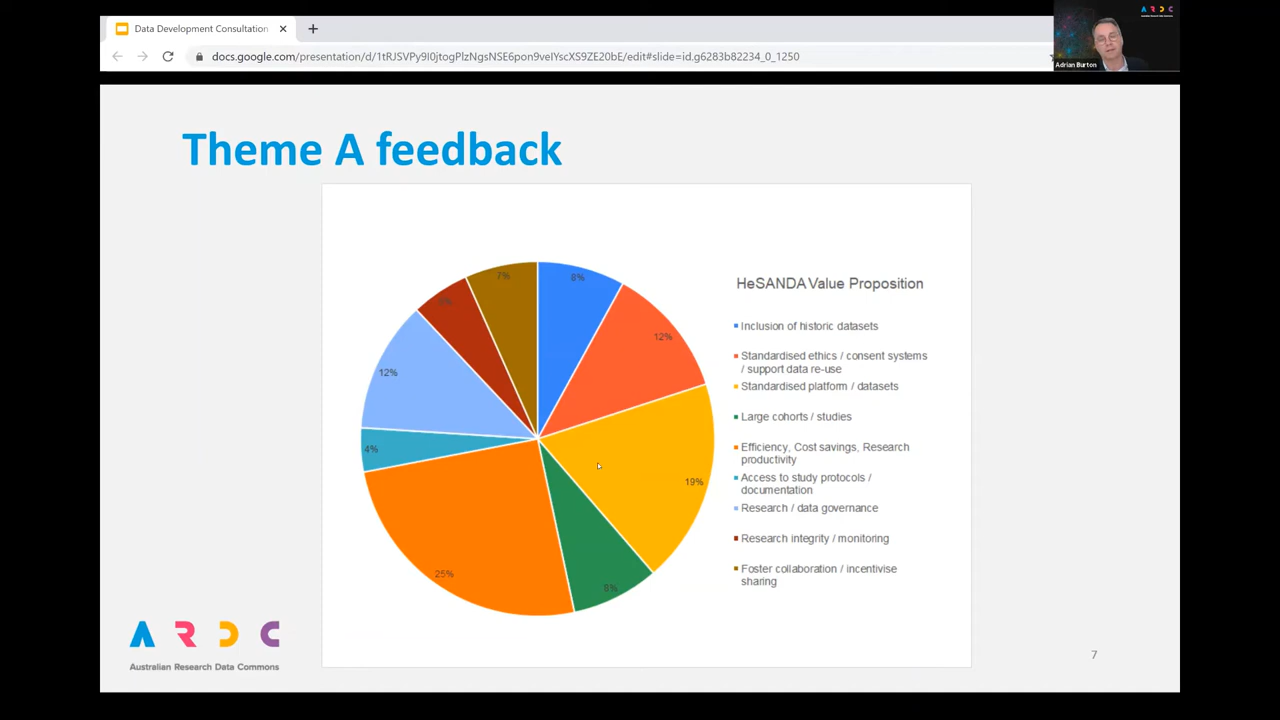 Data Development Consultation
docs.google.com/presentation/d/1tRJSVPy9I0jtogPlzNgsNSE6pon9veIYscXS9ZE20bE/edit#slide=id.g6283b82234_0_1250
A R D C
Adrian Burton
Theme A feedback
HeSANDA Value Proposition
Inclusion of historic datasets
Standardised ethics / consent systems
/ support data re-use
Standardised platform / datasets
Large cohorts / studies
Efficiency, Cost savings, Research
productivity
Access to study protocols /
documentation
Research / data governance
Research integrity / monitoring
Foster collaboration / incentivise
sharing
7%
8%
12%
12%
4%
19%
25%
8%
A R D C
Australian Research Data Commons
7